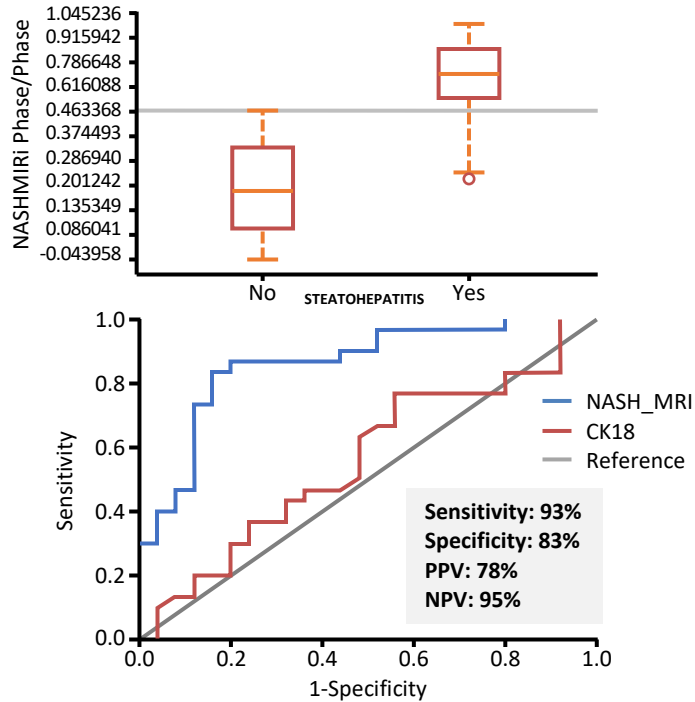 NASHMIRi Phase/Phase
1.045236
0.915942
0.786648
0.616088
0.463368
0.374493
0.286940
0.201242
0.135349
0.086041
-0.043958
No
STEATOHEPATITIS
Yes
Sensitivity
1.0
0.8
0.6
0.4
0.2
0.0
NASH_MRI
CK18
Reference
Sensitivity: 93%
Specificity: 83%
PPV: 78%
NPV: 95%
0.0 0.2 0.4 0.6 0.8 1.0
1-Specificity